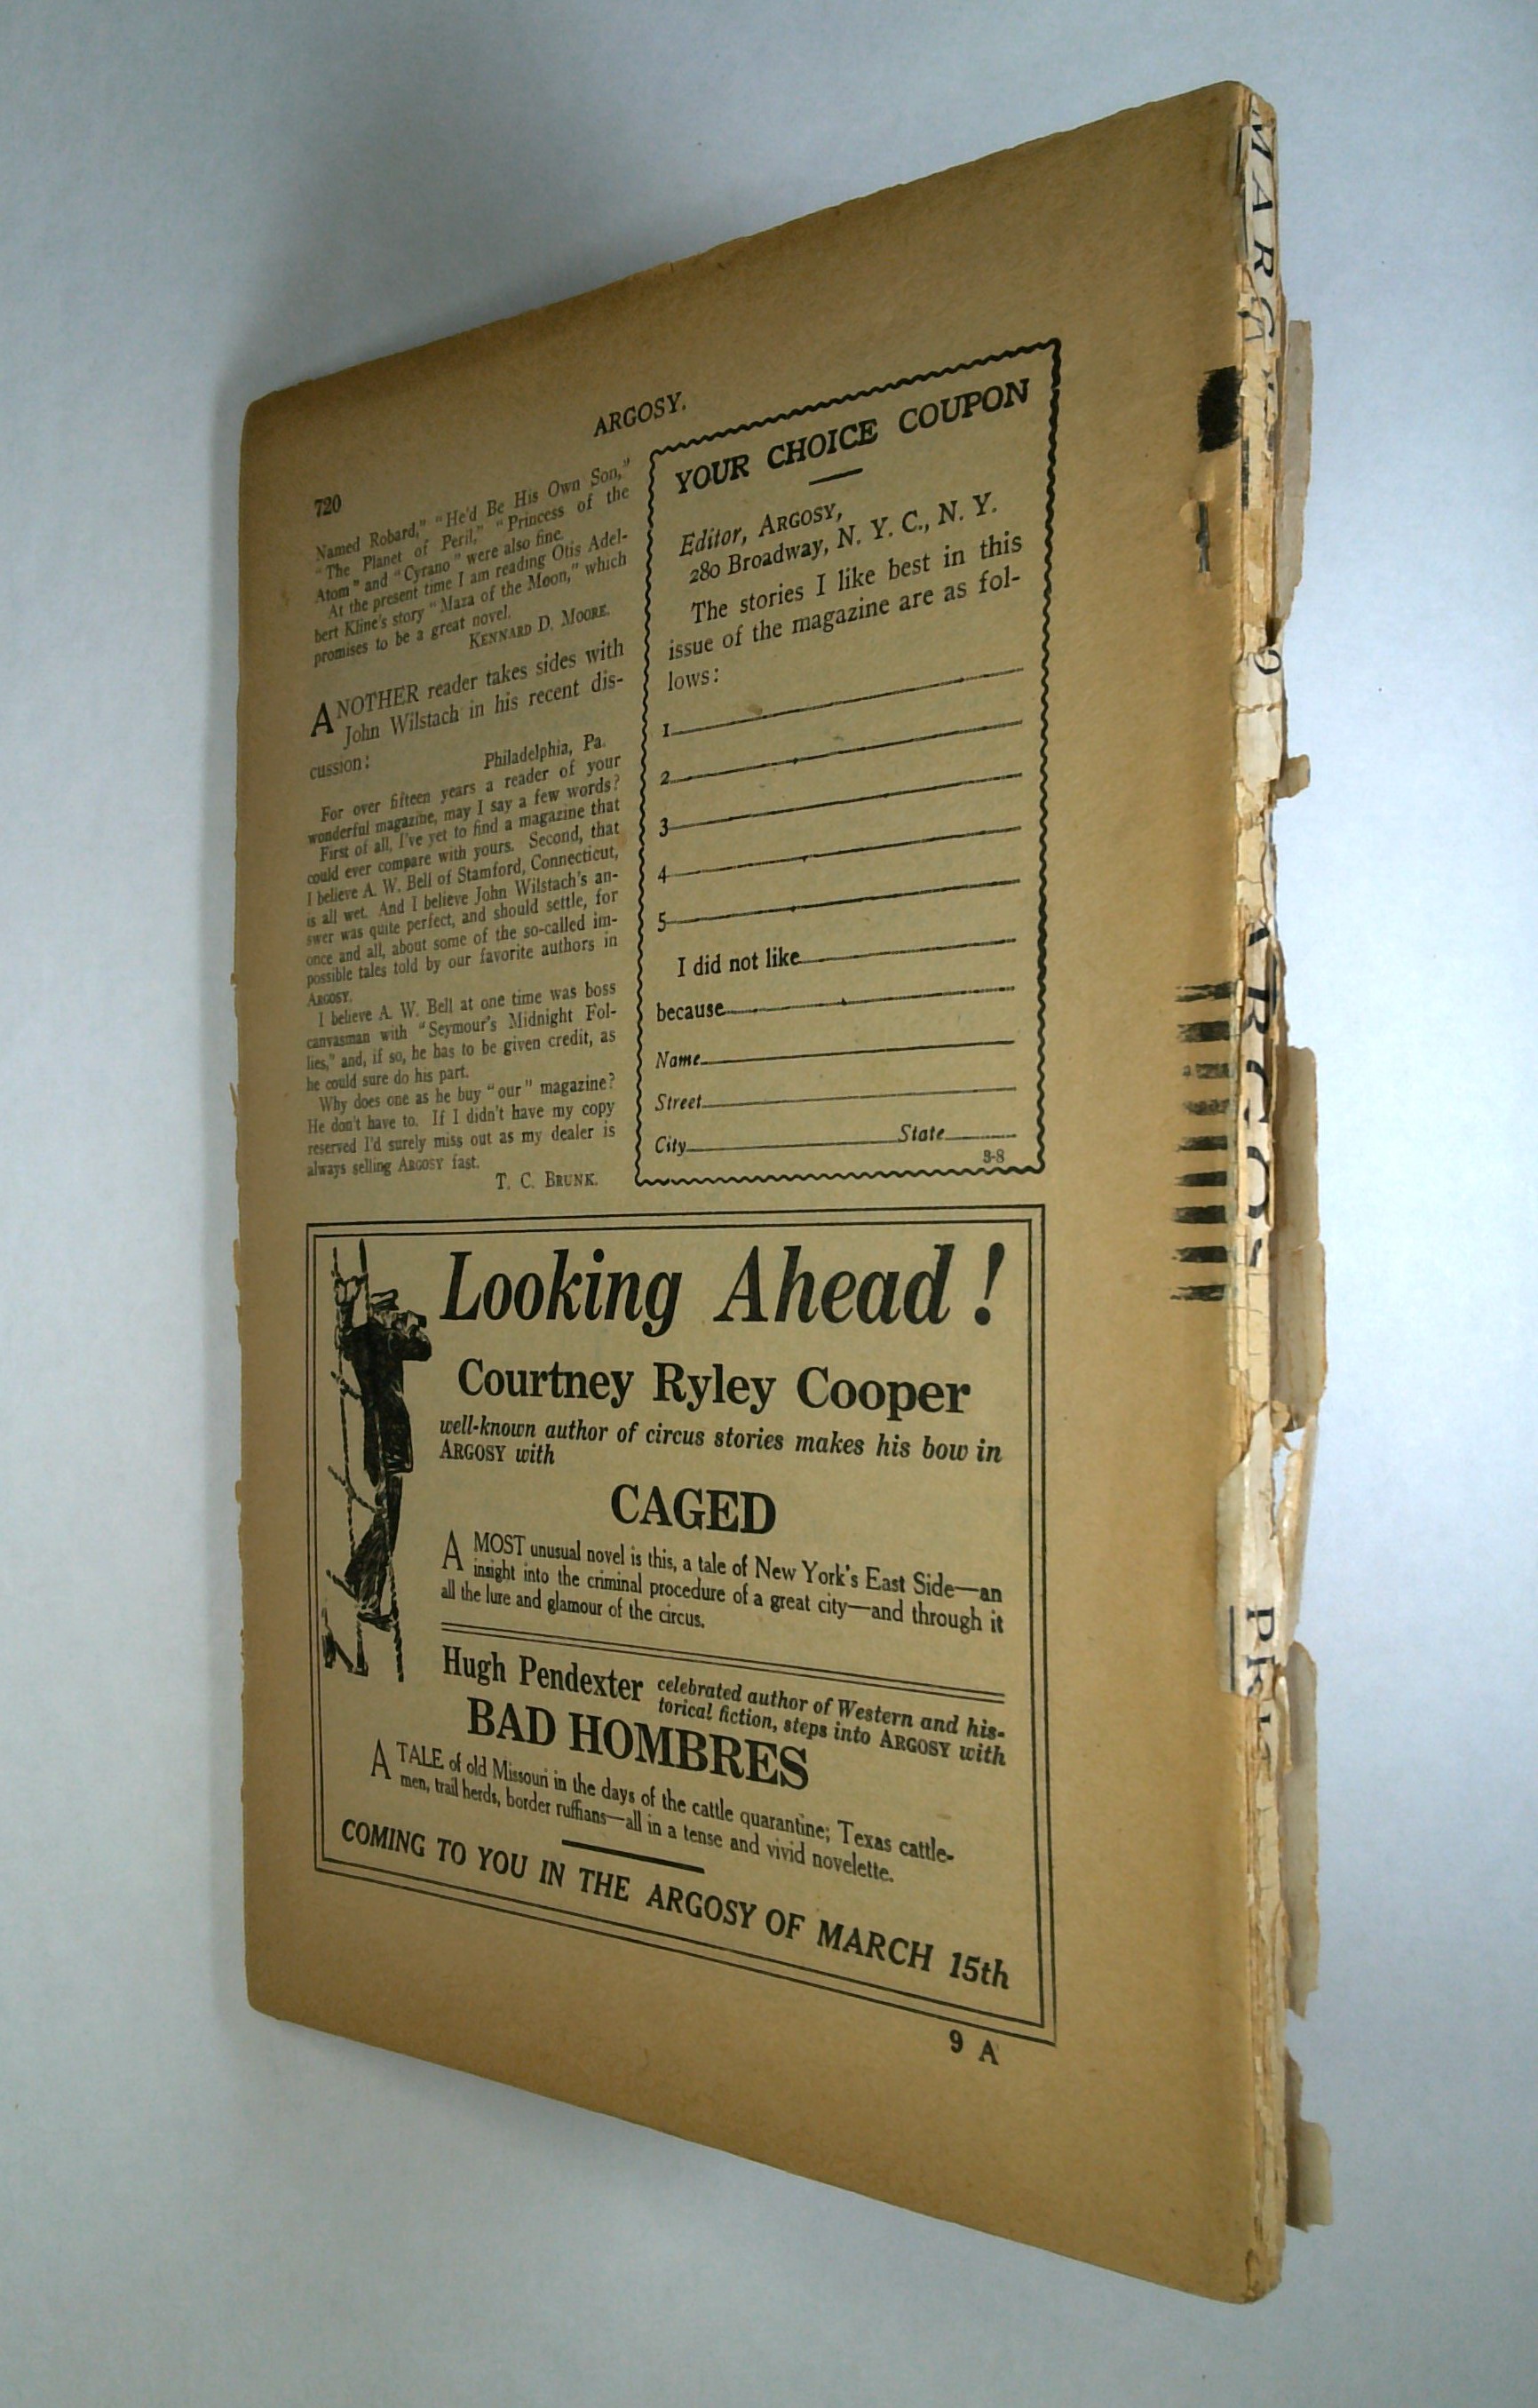 720
ARGOSY.
Named Robard," "He'd Be His Own Son,"
"The Planet of Peril," "Princess of the
Atom" and "Cyrano" were also fine.
At the present time I am reading Otis Adel-
bert Kline's story "Maza of the Moon," which
promises to be a great novel.
KENNARD D. MOORE.
ANOTHER reader takes sides with
John Wilstach in his recent dis-
cussion:
Philadelphia, Pa.
For over fifteen years a reader of your
wonderful magazine, may I say a few words?
First of all, I've yet to find a magazine that
could ever compare with yours. Second, that
I believe A. W. Bell of Stamford, Connecticut,
is all wet. And I believe John Wilstach's an-
swer was quite perfect, and should settle, for
once and all, about some of the so-called im-
possible tales told by our favorite authors in
ARGOSY.
I believe A. W. Bell at one time was boss
canvasman with "Seymour's Midnight Fol-
lies," and, if so, he has to be given credit, as
he could sure do his part.
Why does one as he buy "our" magazine?
He don't have to. If I didn't have my copy
reserved I'd surely miss out as my dealer is
always selling ARGOSY fast.
T. C. BRUNK.
YOUR CHOICE COUPON
Editor, ARGOSY,
280 Broadway, N. Y. C., N. Y.
The stories I like best in this
issue of the magazine are as fol-
lows:
1
2
3
4
5
I did not like
because
Name
Street
City State
3-8
Looking Ahead!
Courtney Ryley Cooper
well-known author of circus stories makes his bow in
ARGOSY with
CAGED
A MOST unusual novel is this, a tale of New York's East Side—an
insight into the criminal procedure of a great city—and through it
all the lure and glamour of the circus.
Hugh Pendexter celebrated author of Western and his-
torical fiction, steps into ARGOSY with
BAD HOMBRES
A TALE of old Missouri in the days of the cattle quarantine; Texas cattle-
men, trail herds, border ruffians—all in a tense and vivid novelette.
COMING TO YOU IN THE ARGOSY OF MARCH 15th
9 A